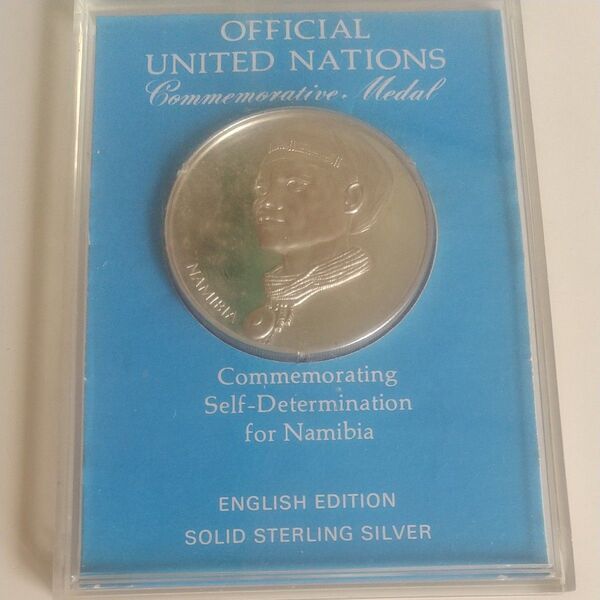 OFFICIAL
UNITED NATIONS
Commemorative Medal
NAMIBIA
Commemorating
Self-Determination
for Namibia
ENGLISH EDITION
SOLID STERLING SILVER